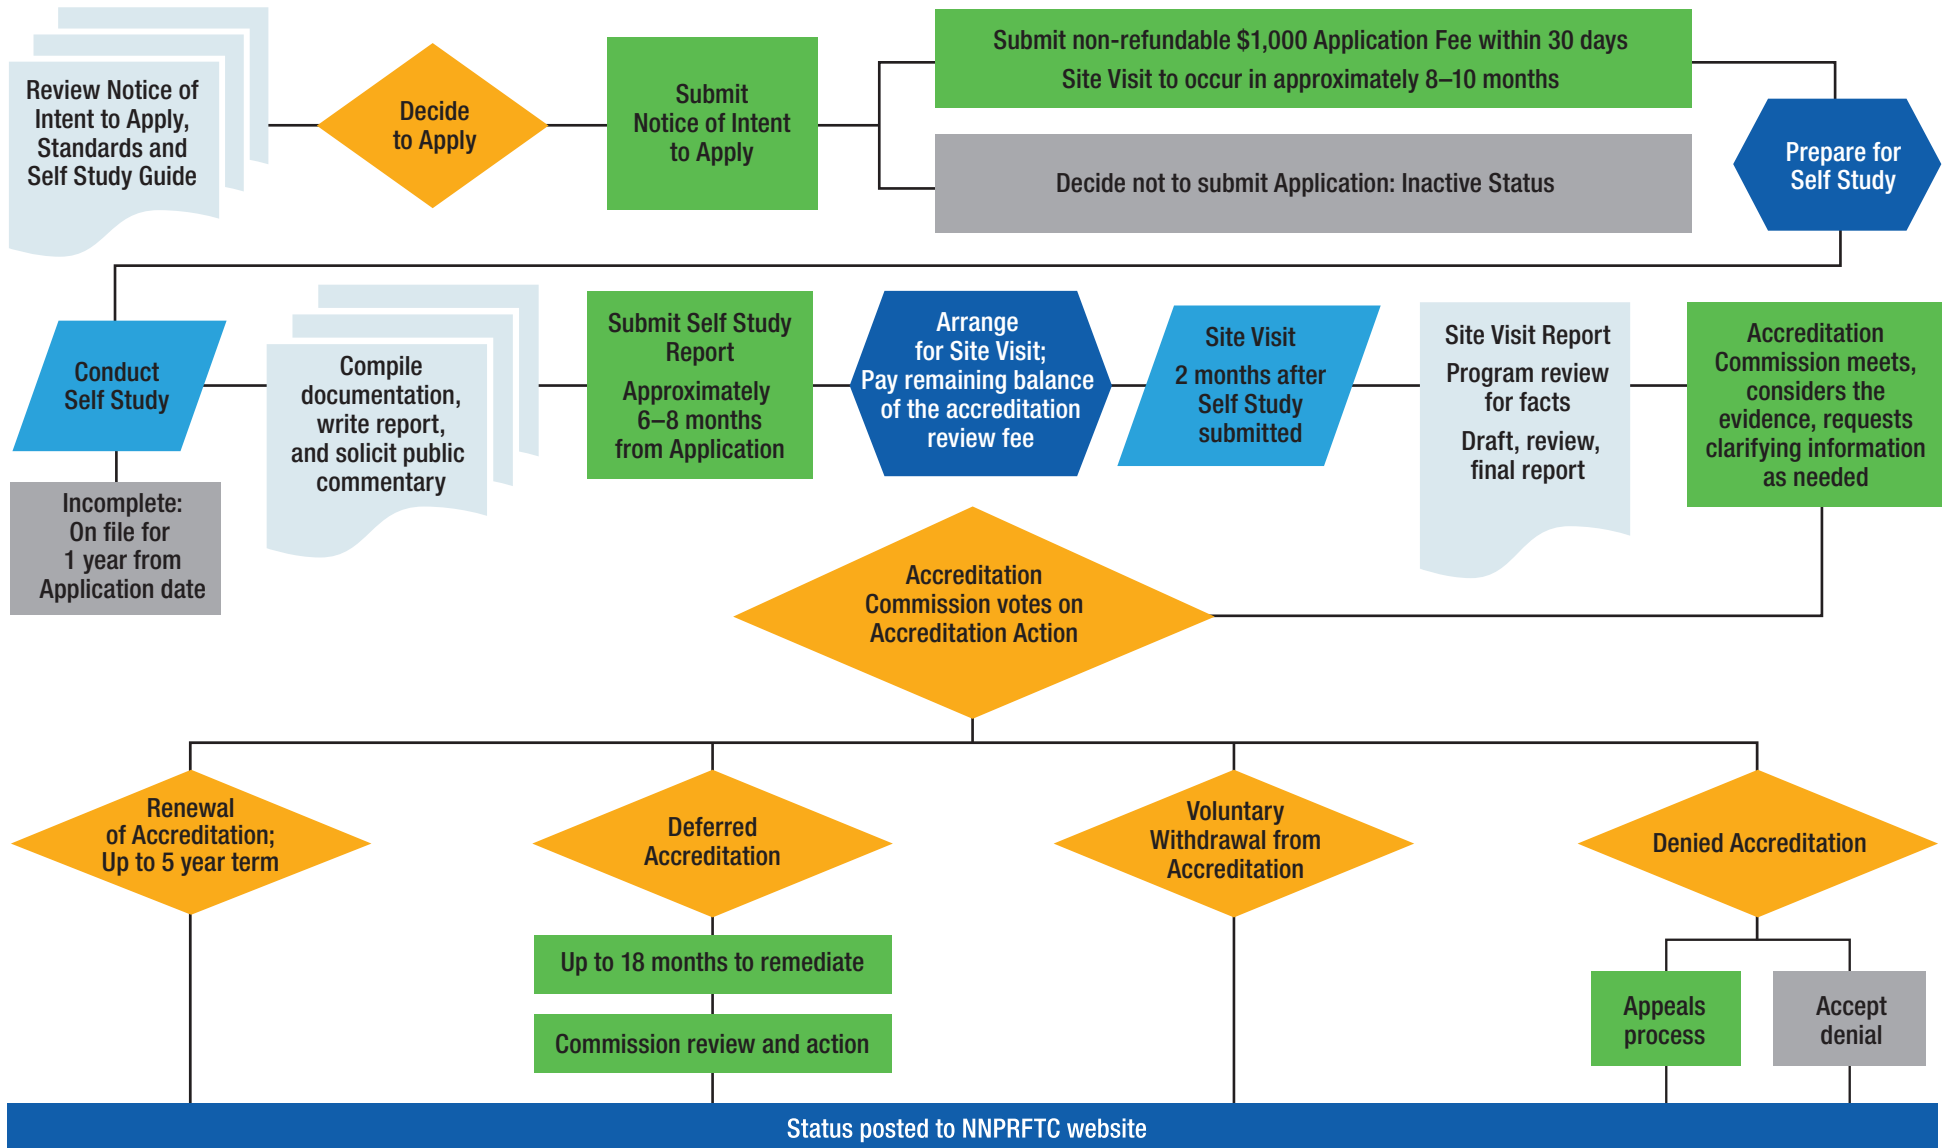 Review Notice of
Intent to Apply,
Standards and
Self Study Guide
Decide
to Apply
Submit
Notice of Intent
to Apply
Submit non-refundable $1,000 Application Fee within 30 days
Site Visit to occur in approximately 8–10 months
Decide not to submit Application: Inactive Status
Prepare for
Self Study
Conduct
Self Study
Incomplete:
On file for
1 year from
Application date
Compile
documentation,
write report,
and solicit public
commentary
Submit Self Study
Report
Approximately
6–8 months
from Application
Arrange
for Site Visit;
Pay remaining balance
of the accreditation
review fee
Site Visit
2 months after
Self Study
submitted
Site Visit Report
Program review
for facts
Draft, review,
final report
Accreditation
Commission meets,
considers the
evidence, requests
clarifying information
as needed
Accreditation
Commission votes on
Accreditation Action
Renewal
of Accreditation;
Up to 5 year term
Deferred
Accreditation
Up to 18 months to remediate
Commission review and action
Voluntary
Withdrawal from
Accreditation
Denied Accreditation
Appeals
process
Accept
denial
Status posted to NNPRFTC website